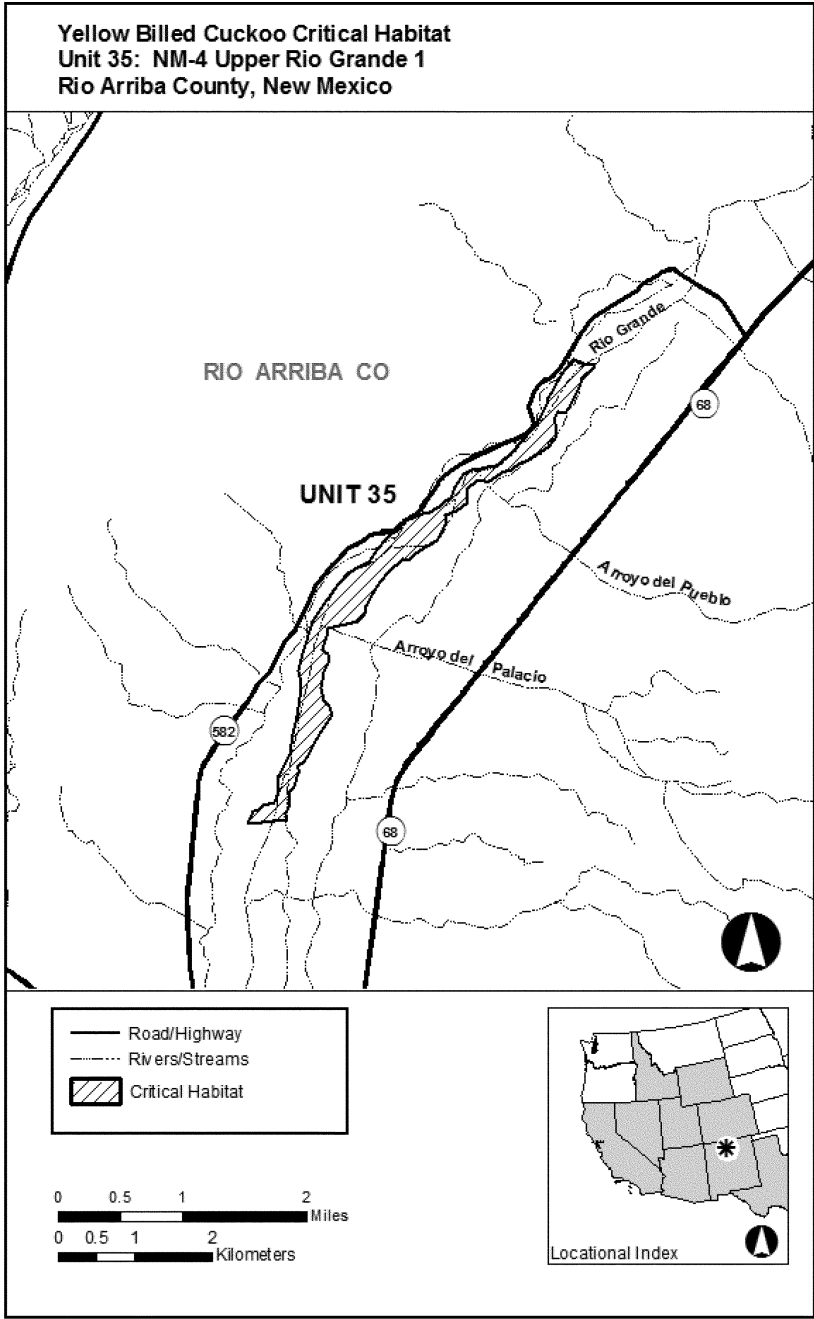 Yellow Billed Cuckoo Critical Habitat
Unit 35: NM-4 Upper Rio Grande 1
Rio Arriba County, New Mexico
Rio Grande
RIO ARRIBA CO
68
UNIT 35
Arroyo del Pueblo
Arroyo del Palacio
582
68
Road/Highway
Rivers/Streams
Critical Habitat
0 0.5 1 2
Miles
0 0.5 1 2
Kilometers
Locational Index